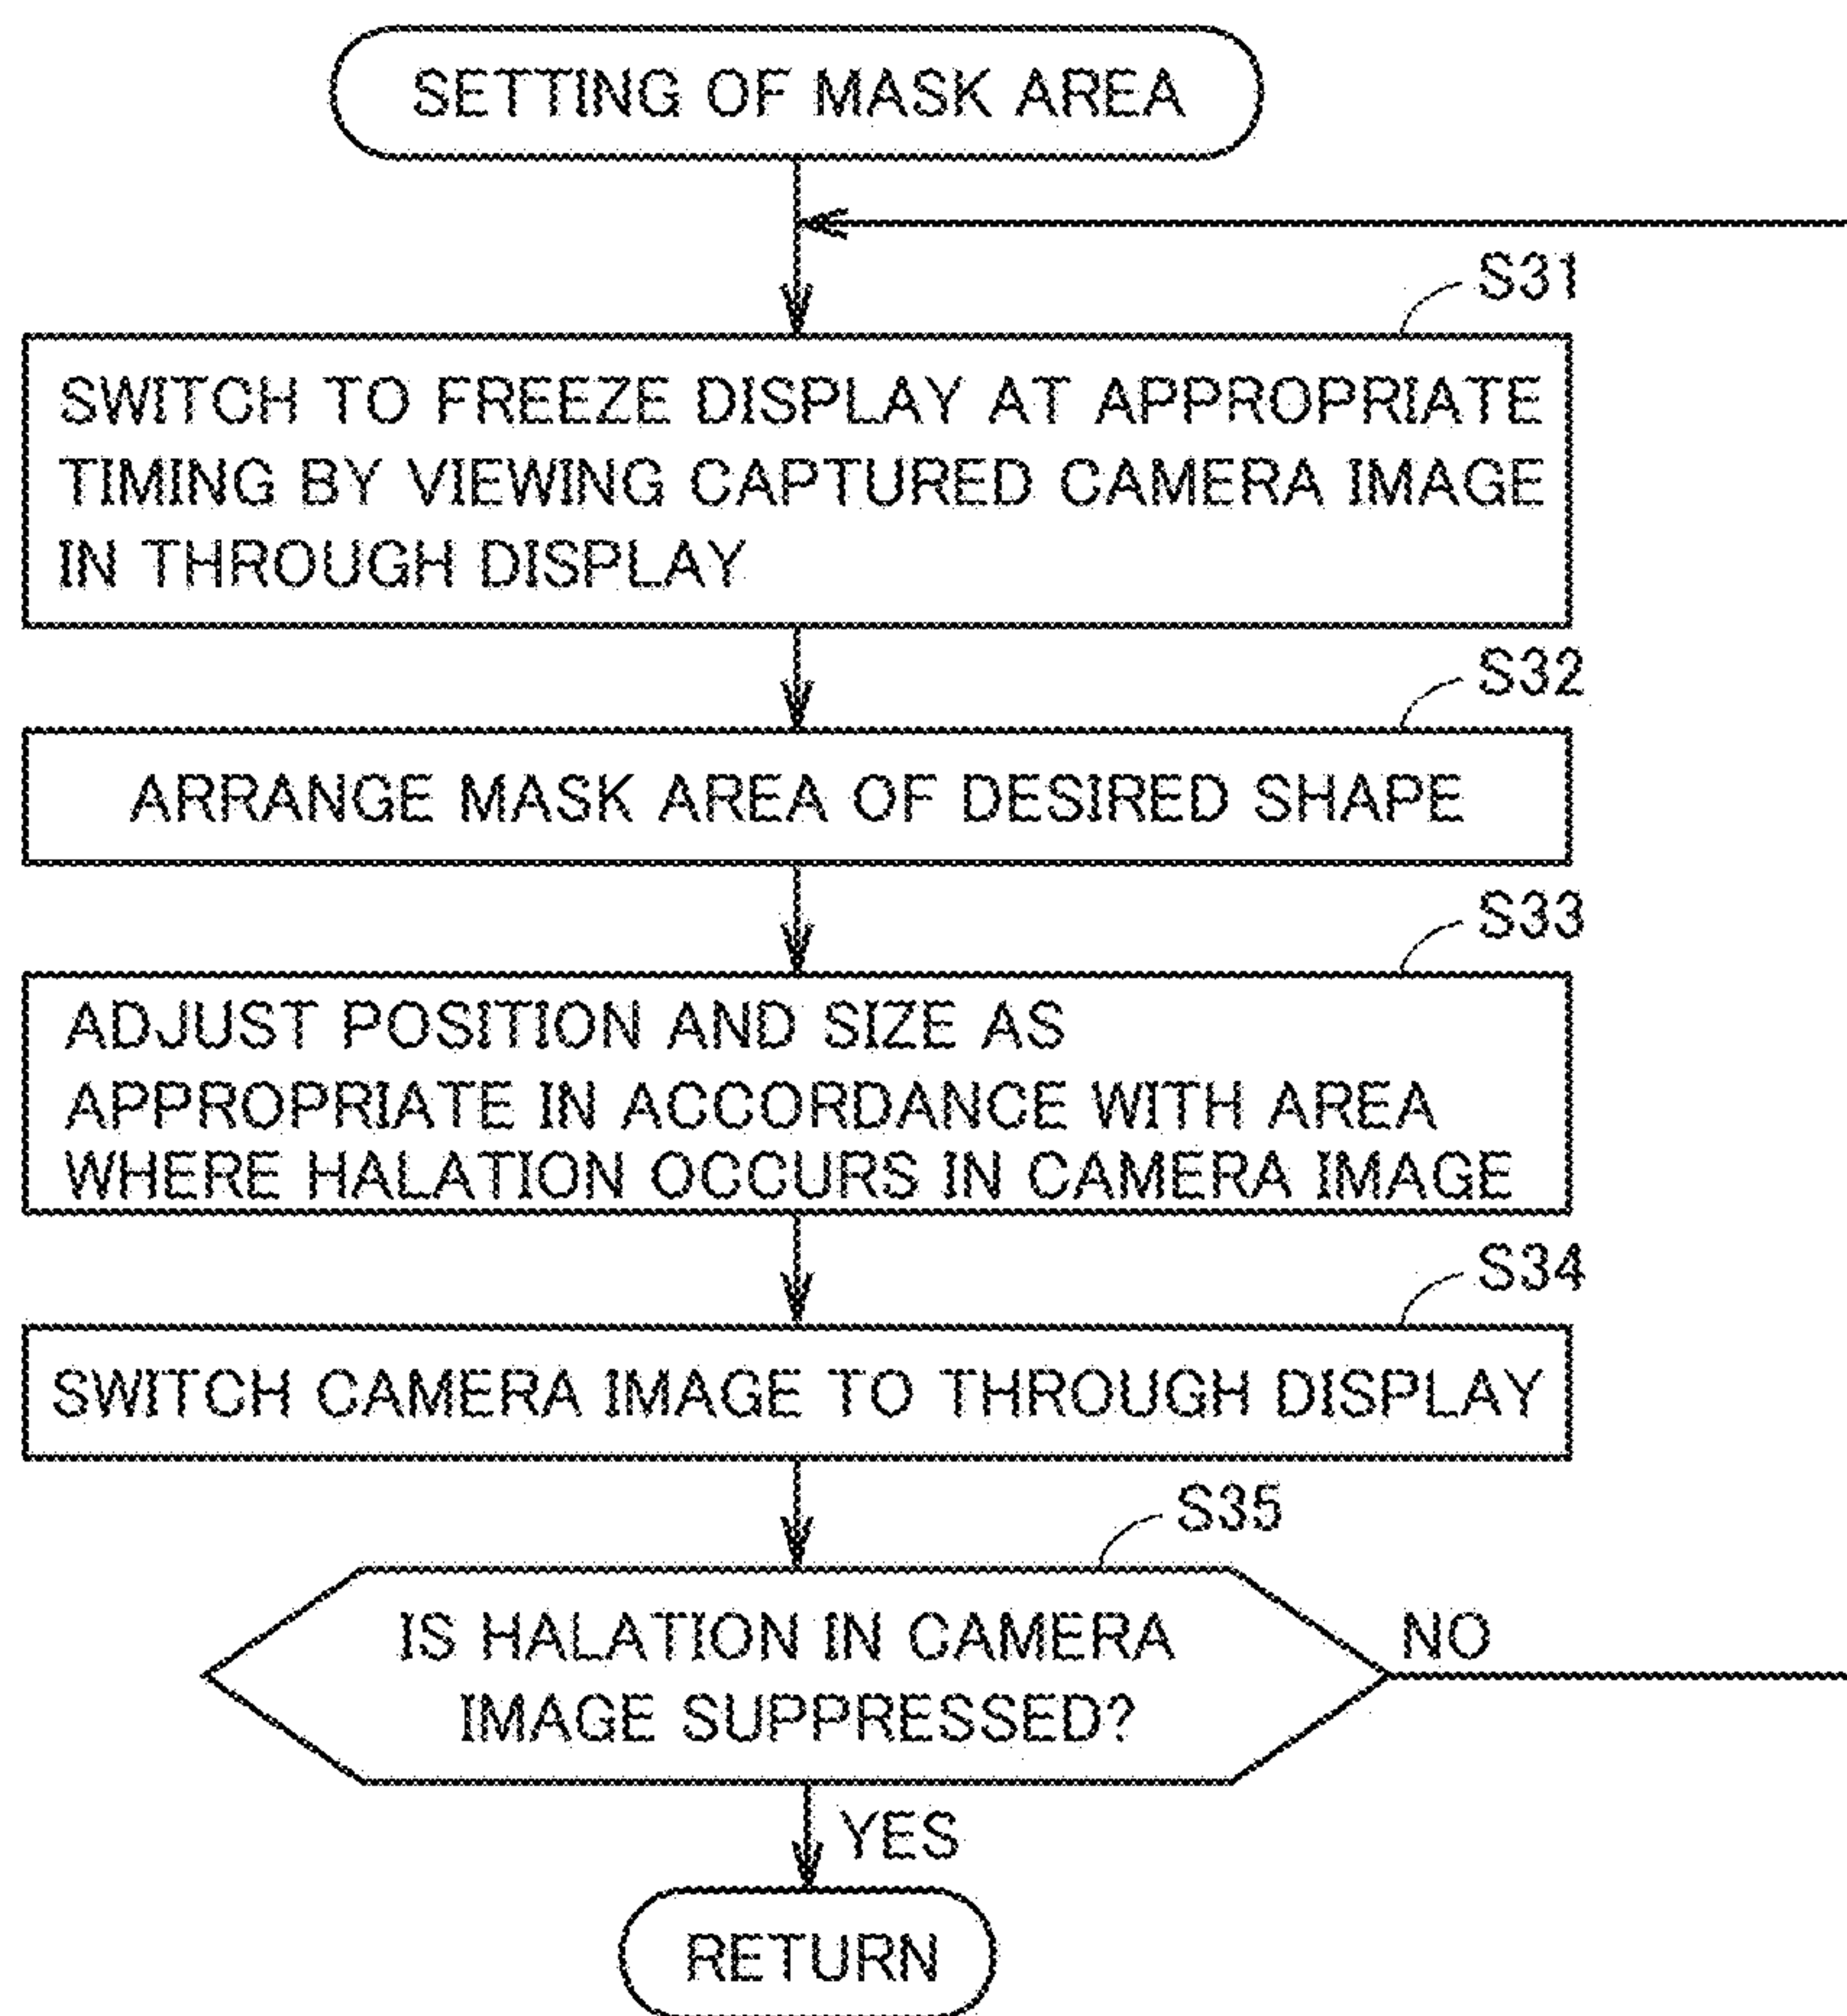 SETTING OF MASK AREA
S31
SWITCH TO FREEZE DISPLAY AT APPROPRIATE
TIMING BY VIEWING CAPTURED CAMERA IMAGE
IN THROUGH DISPLAY
S32
ARRANGE MASK AREA OF DESIRED SHAPE
S33
ADJUST POSITION AND SIZE AS
APPROPRIATE IN ACCORDANCE WITH AREA
WHERE HALATION OCCURS IN CAMERA IMAGE
S34
SWITCH CAMERA IMAGE TO THROUGH DISPLAY
S35
IS HALATION IN CAMERA
IMAGE SUPPRESSED?
NO
YES
RETURN